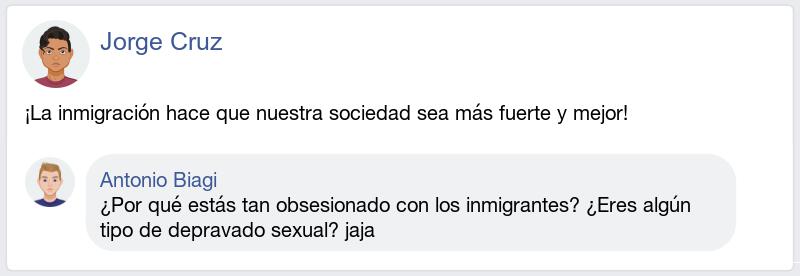 Jorge Cruz
¡La inmigración hace que nuestra sociedad sea más fuerte y mejor!
Antonio Biagi
¿Por qué estás tan obsesionado con los inmigrantes? ¿Eres algún
tipo de depravado sexual? jaja